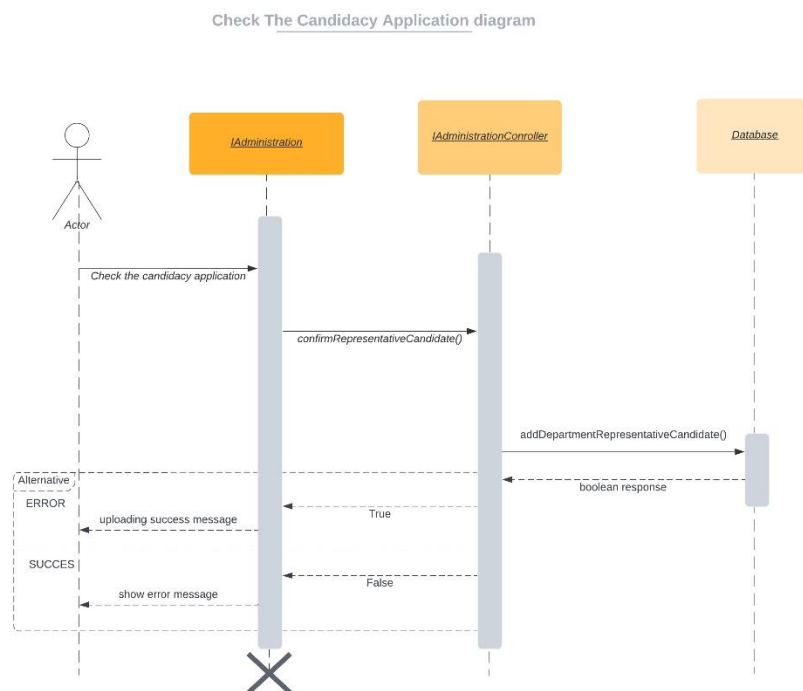 Check The Candidacy Application diagram
IAdministration
IAdministrationConroller
Database
Actor
Check the candidacy application
confirmRepresentativeCandidate()
addDepartmentRepresentativeCandidate()
boolean response
Alternative
ERROR
True
uploading success message
SUCCES
False
show error message